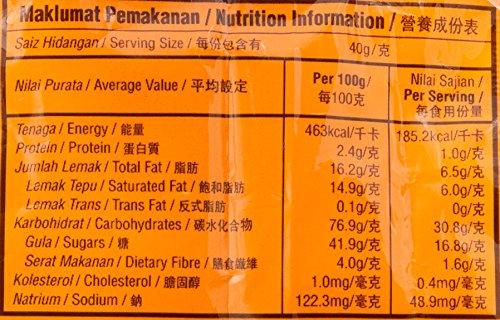 Maklumat Pemakanan / Nutrition Information / 營養成份表
Saiz Hidangan / Serving Size / 每份包含有 40g/克
Nilai Purata / Average Value / 平均設定
Per 100g/
每100克
Nilai Sajian/
Per Serving /
每食用份量
Tenaga / Energy / 能量 463kcal/千卡 185.2kcal/千卡
Protein / Protein / 蛋白質 2.4g/克 1.0g/克
Jumlah Lemak / Total Fat / 脂肪 16.2g/克 6.5g/克
Lemak Tepu / Saturated Fat / 飽和脂肪 14.9g/克 6.0g/克
Lemak Trans / Trans Fat / 反式脂肪 0.1g/克 0g/克
Karbohidrat / Carbohydrates / 碳水化合物 76.9g/克 30.8g/克
Gula / Sugars / 糖 41.9g/克 16.8g/克
Serat Makanan / Dietary Fibre / 膳食纖維 4.0g/克 1.6g/克
Kolesterol / Cholesterol / 膽固醇 1.0mg/毫克 0.4mg/毫克
Natrium / Sodium / 鈉 122.3mg/毫克 48.9mg/毫克